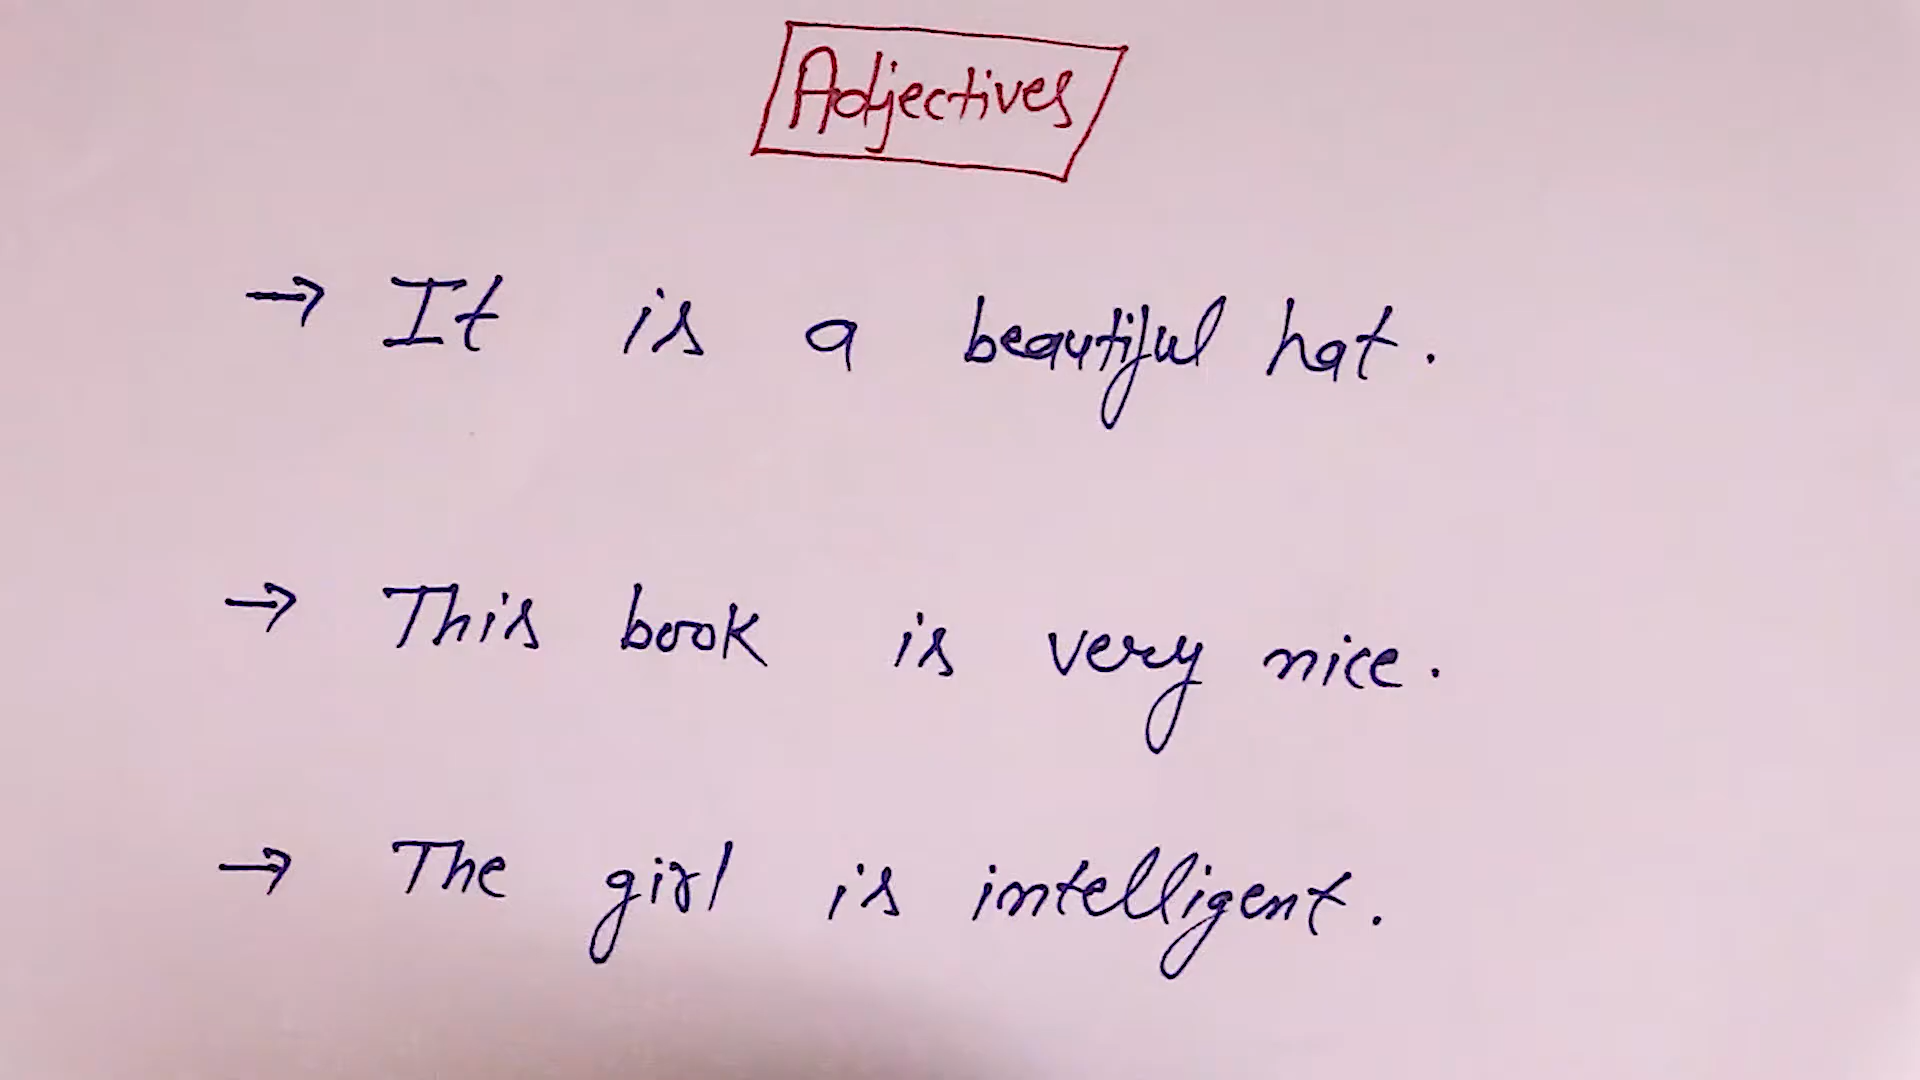 Adjectives
→ It is a beautiful hat.
→ This book is very nice.
→ The girl is intelligent.